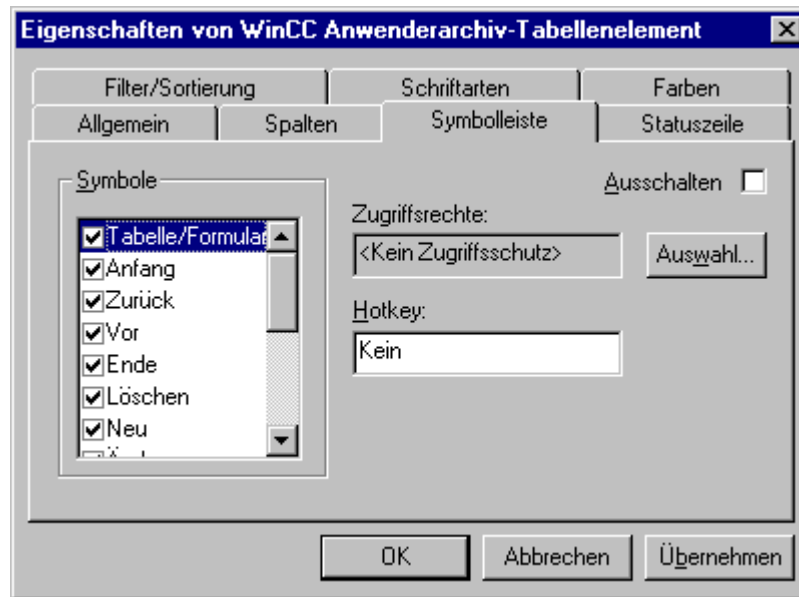 Eigenschaften von WinCC Anwenderarchiv-Tabellenelement
Filter/Sortierung Schriftarten Farben
Allgemein Spalten Symbolleiste Statuszeile
Symbole
Ausschalten
Zugriffsrechte:
Tabelle/Formular
<Kein Zugriffsschutz> Auswahl...
Anfang
Zurück
Hotkey:
Vor
Kein
Ende
Löschen
Neu
OK Abbrechen Übernehmen